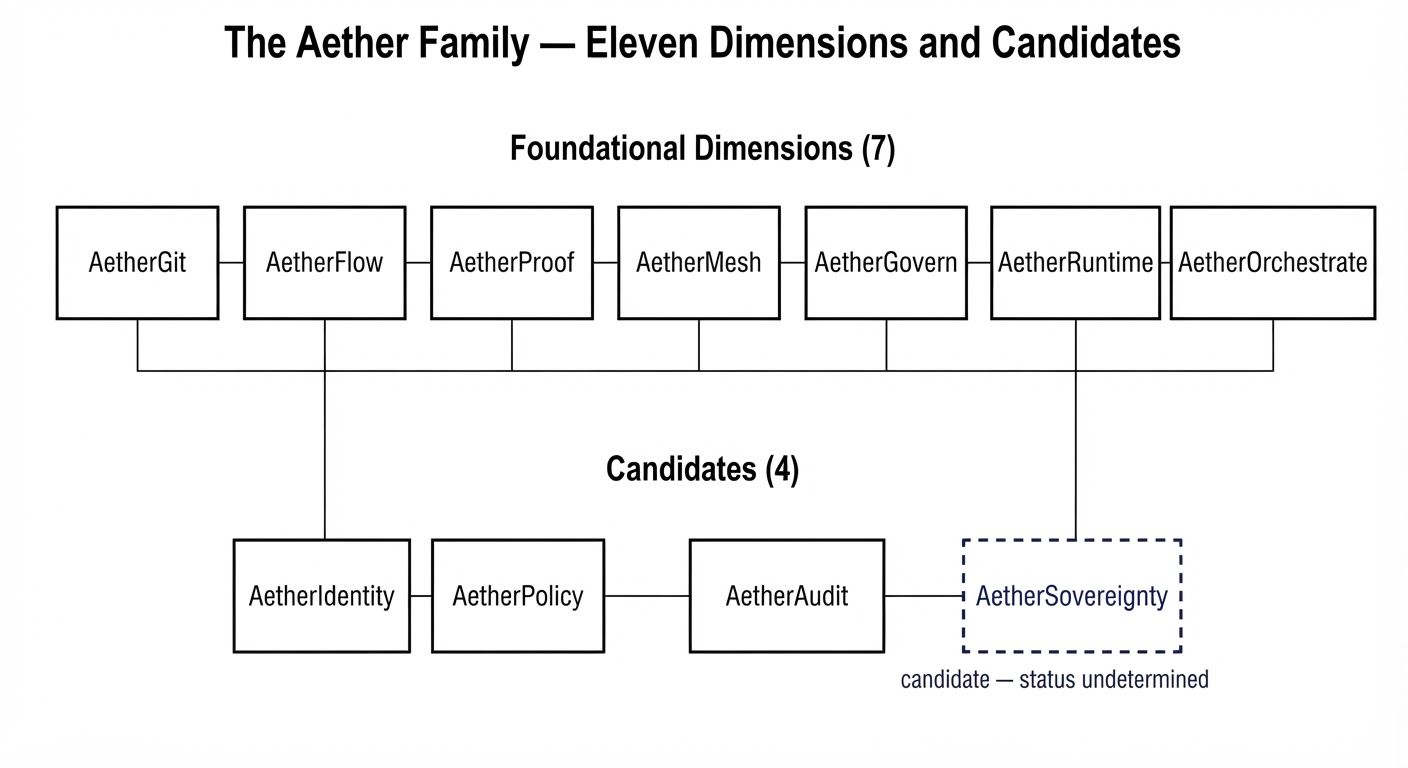 The Aether Family — Eleven Dimensions and Candidates
Foundational Dimensions (7)
AetherGit
AetherFlow
AetherProof
AetherMesh
AetherGovern
AetherRuntime
AetherOrchestrate
Candidates (4)
AetherIdentity
AetherPolicy
AetherAudit
AetherSovereignty
candidate — status undetermined